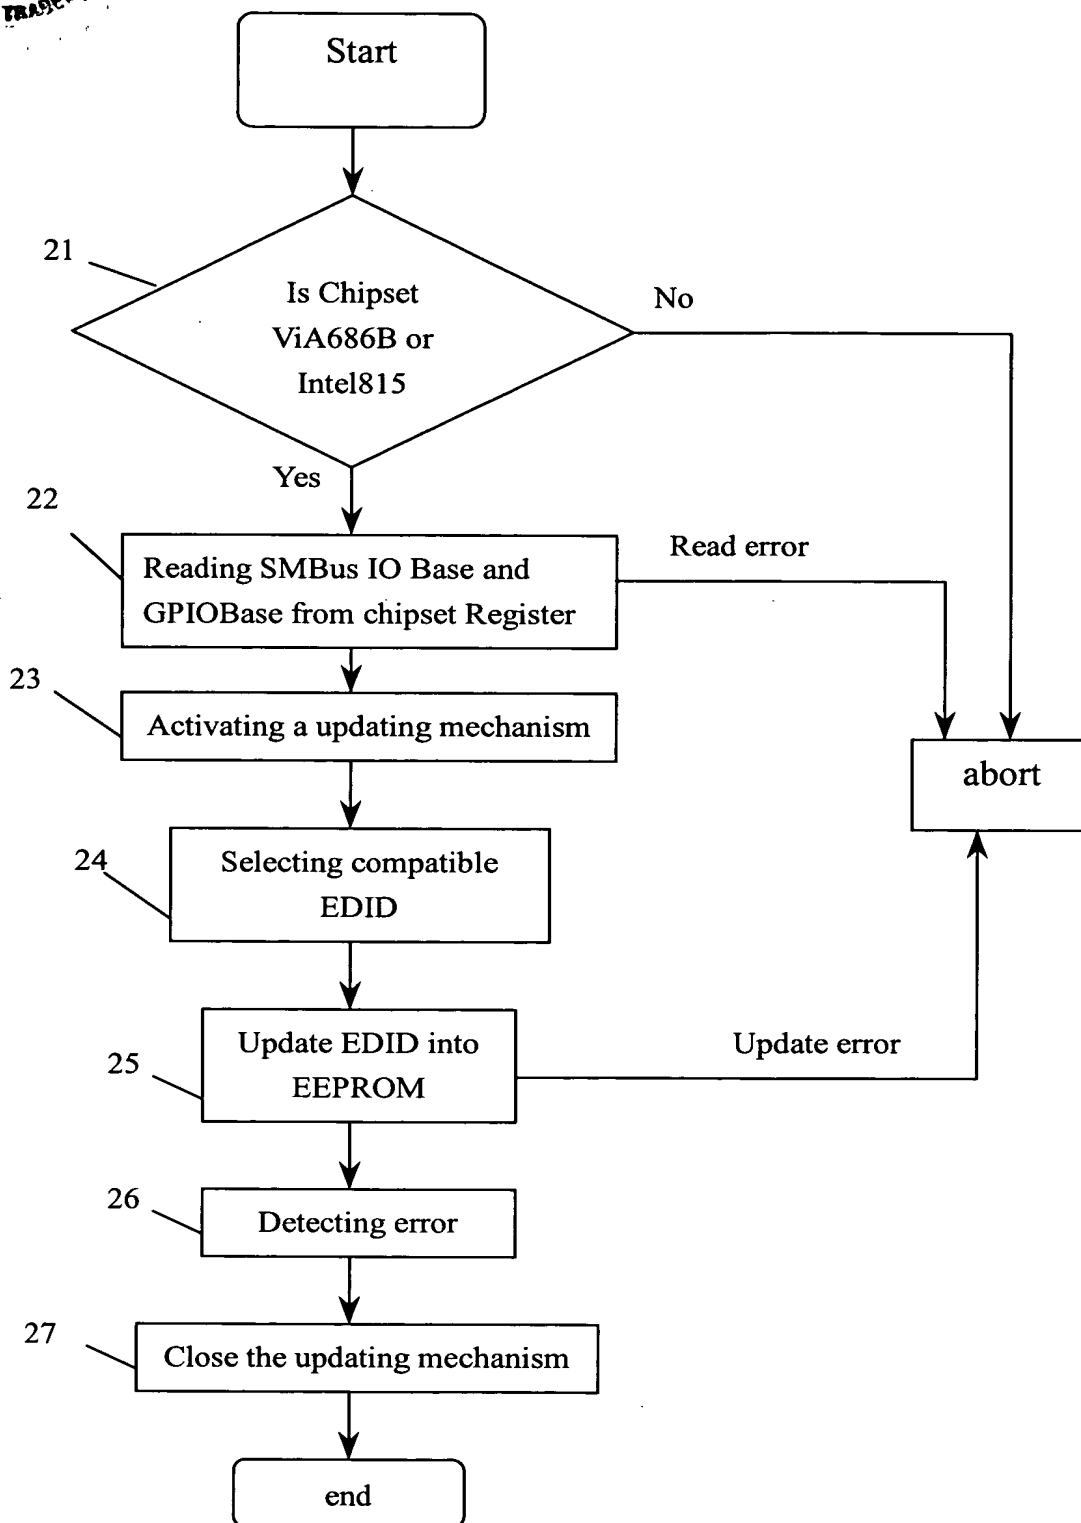 Start
21
Is Chipset
ViA686B or
Intel815
No
Yes
22
Reading SMBus IO Base and
GPIOBase from chipset Register
Read error
23
Activating a updating mechanism
abort
24
Selecting compatible
EDID
25
Update EDID into
EEPROM
Update error
26
Detecting error
27
Close the updating mechanism
end